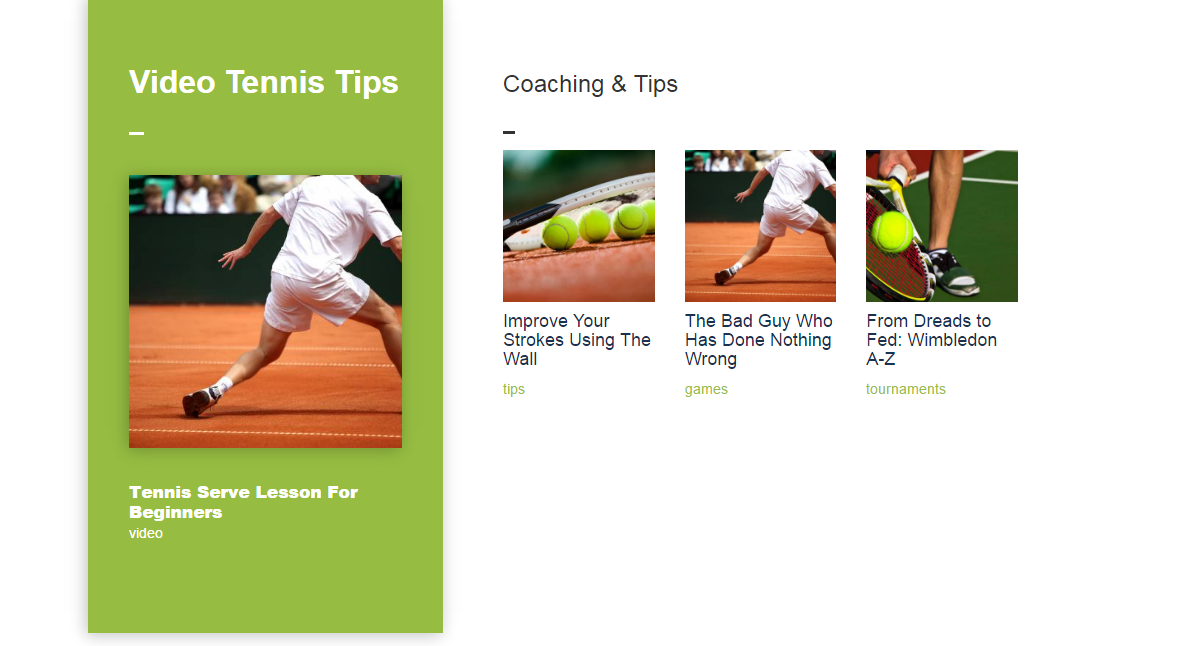 Video Tennis Tips
Tennis Serve Lesson For
Beginners
video
Coaching & Tips
Improve Your
Strokes Using The
Wall
tips
The Bad Guy Who
Has Done Nothing
Wrong
games
From Dreads to
Fed: Wimbledon
A-Z
tournaments